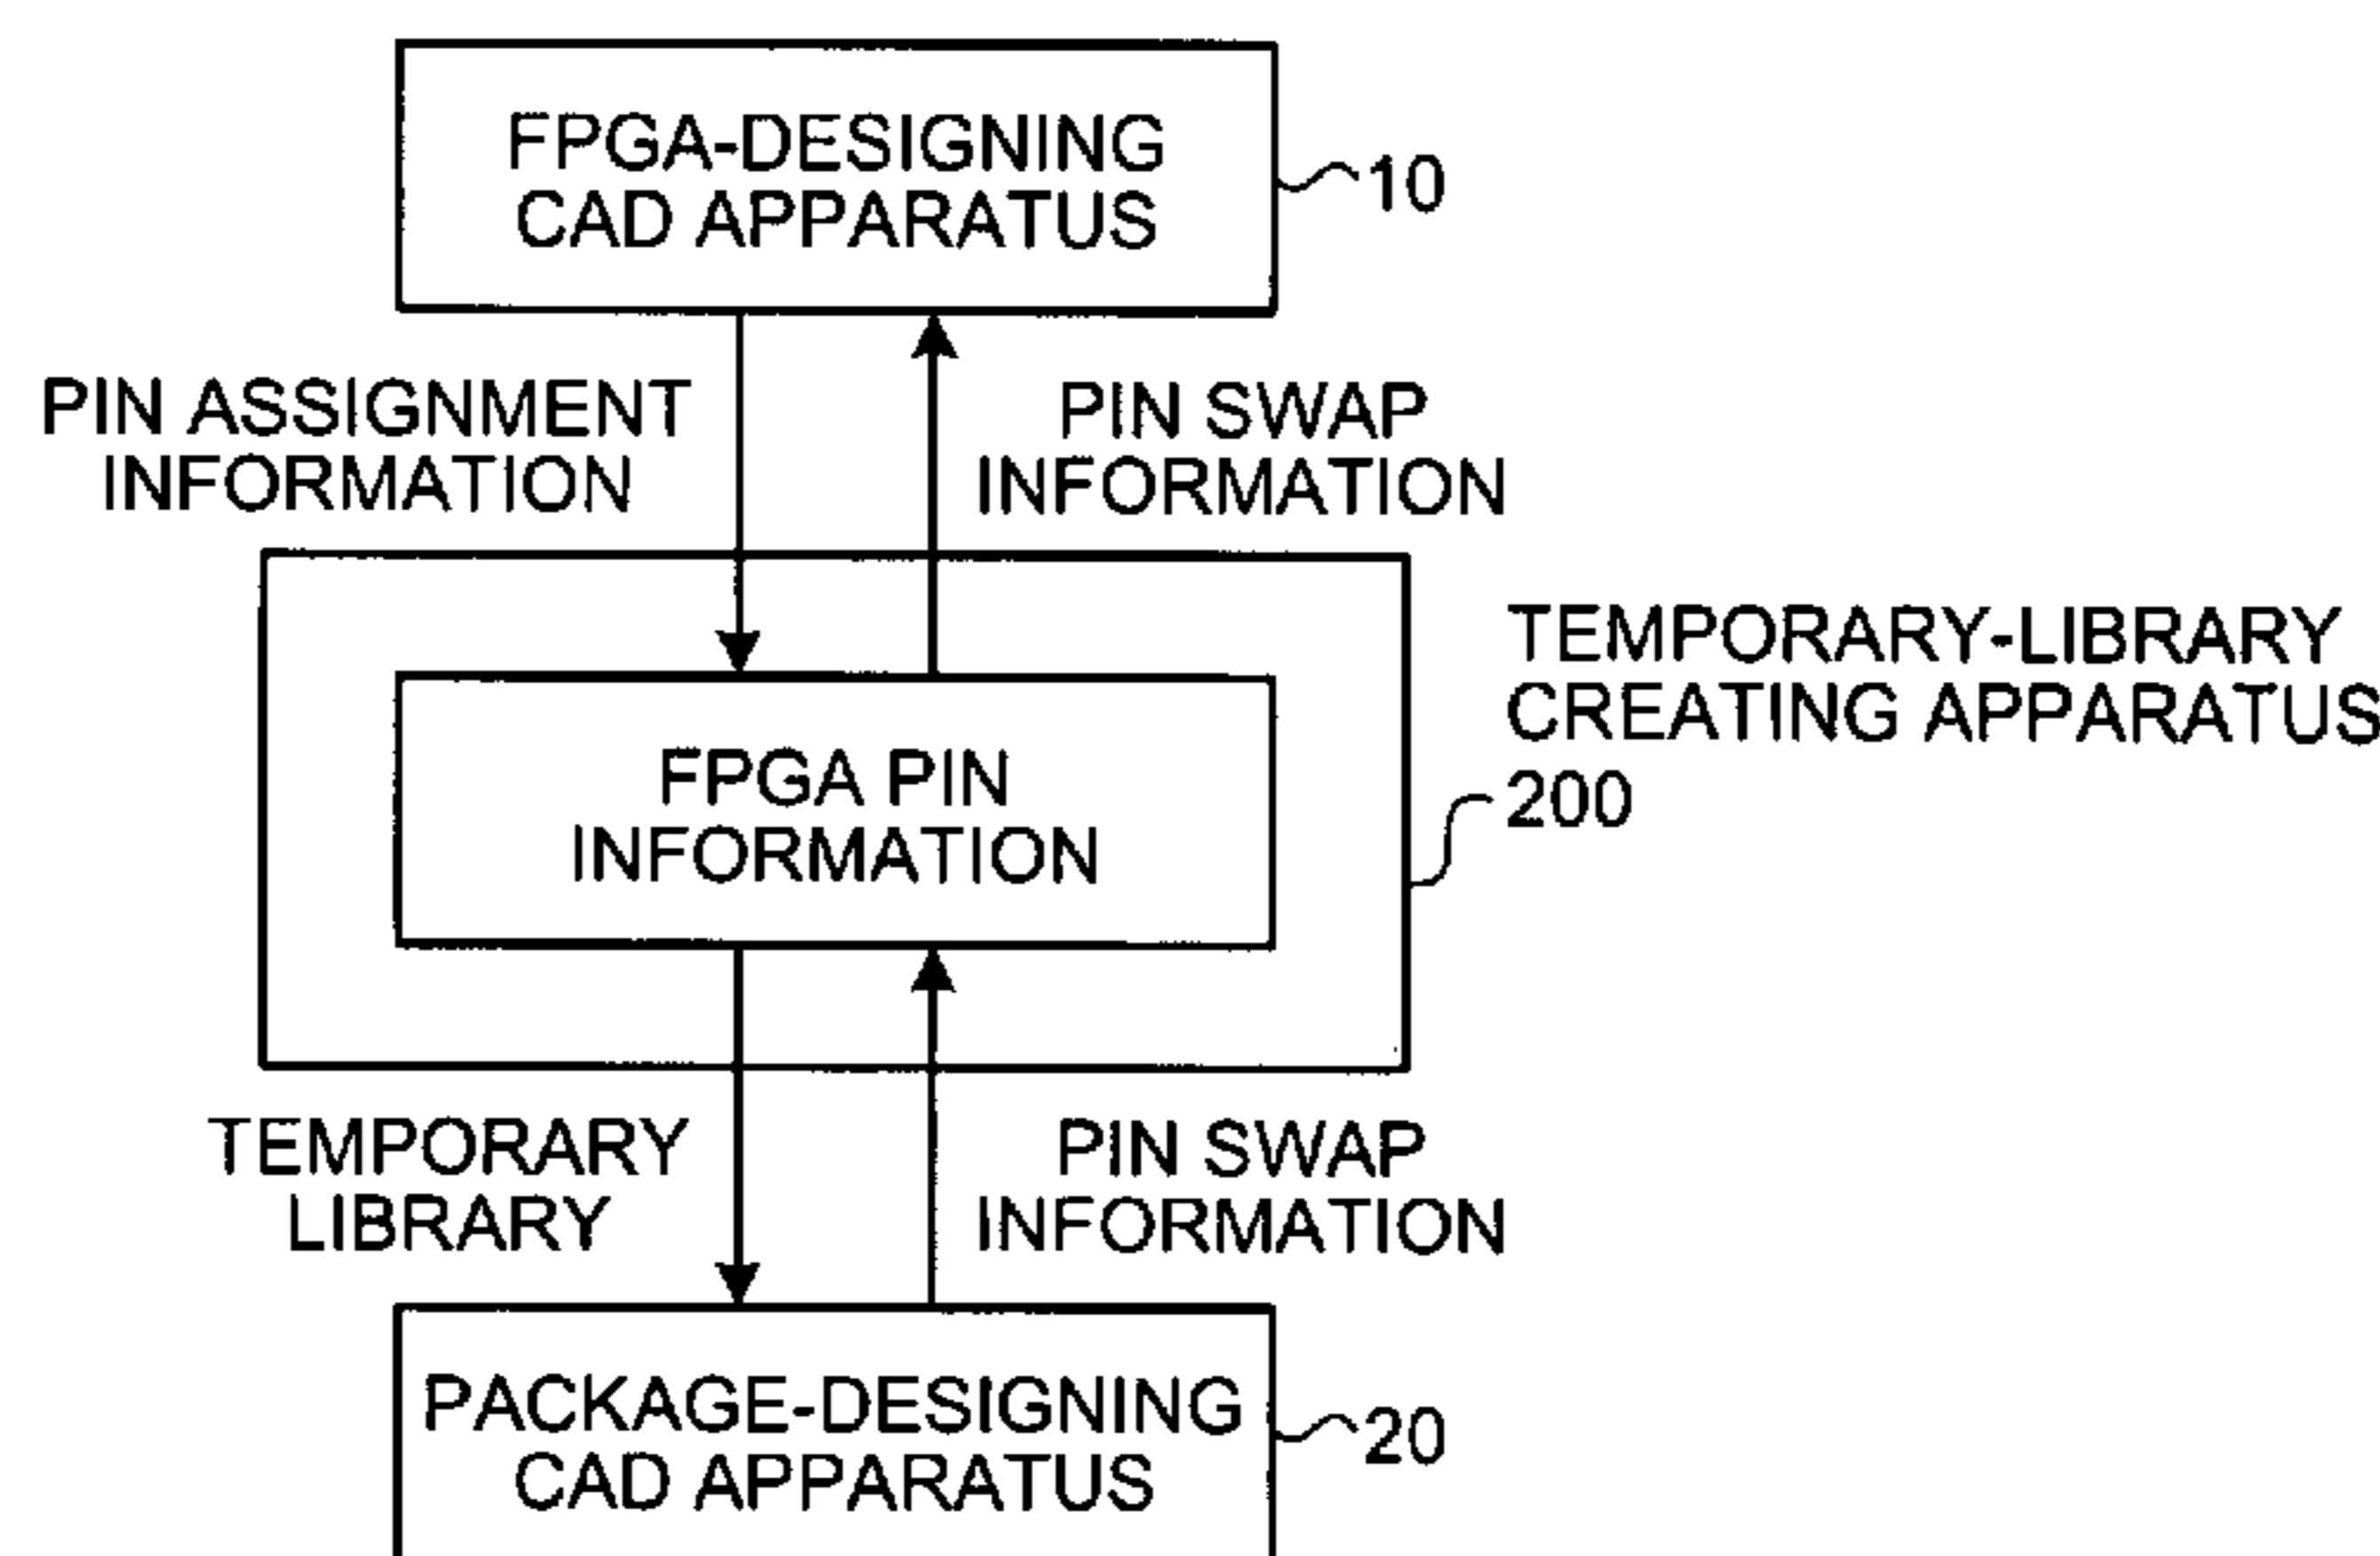 FPGA-DESIGNING
CAD APPARATUS
10
PIN ASSIGNMENT
INFORMATION
PIN SWAP
INFORMATION
TEMPORARY-LIBRARY
CREATING APPARATUS
200
FPGA PIN
INFORMATION
TEMPORARY
LIBRARY
PIN SWAP
INFORMATION
PACKAGE-DESIGNING
CAD APPARATUS
20